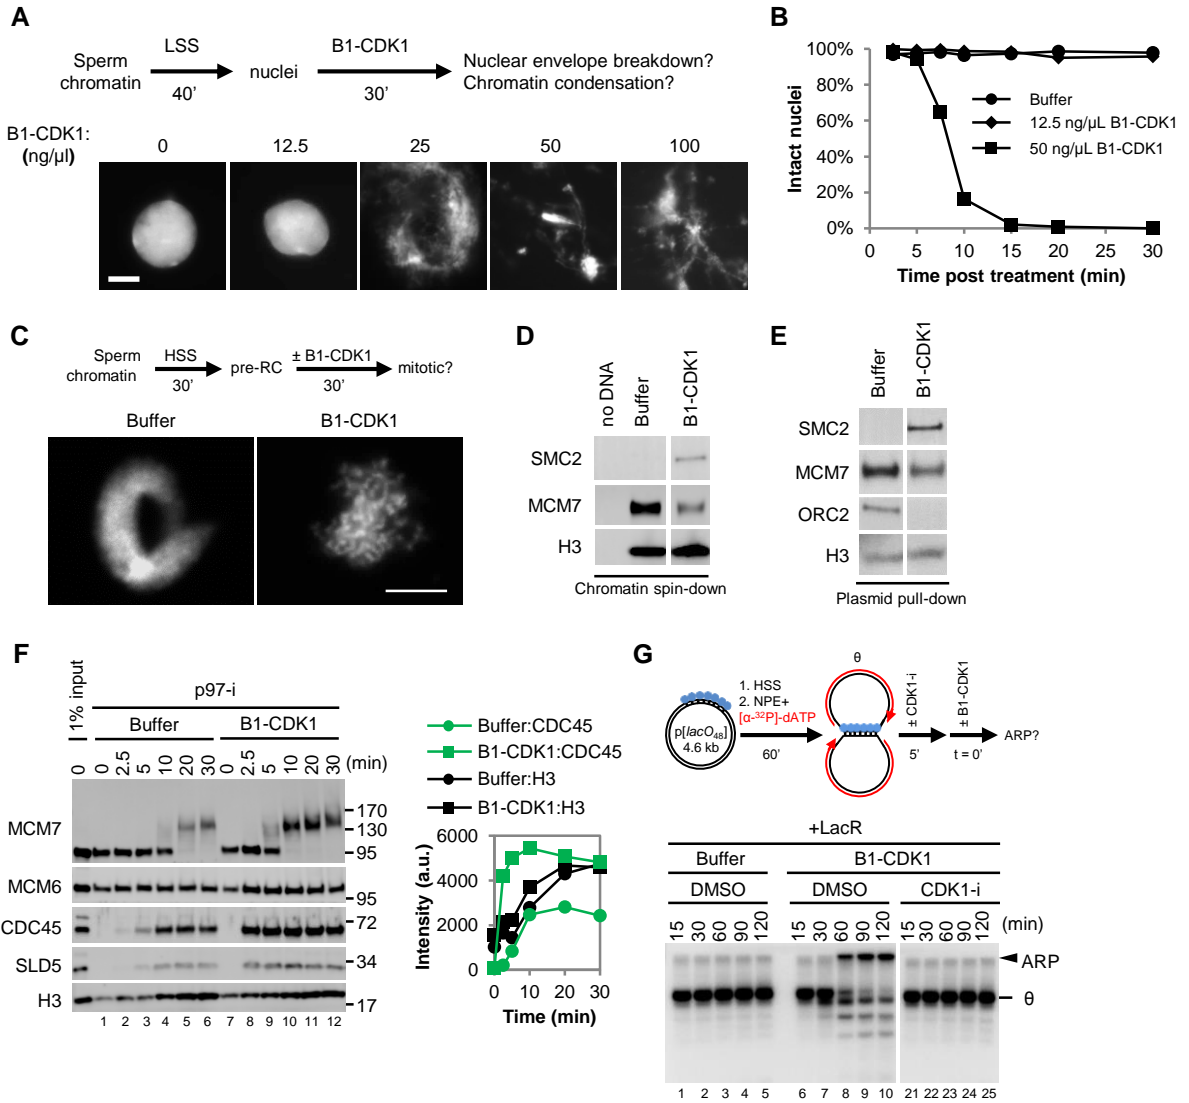 A
Sperm chromatin
LSS
40’
nuclei
B1-CDK1
30’
Nuclear envelope breakdown?
Chromatin condensation?
B1-CDK1:
(ng/µl)
0 12.5 25 50 100
B
Intact nuclei
100%
80%
60%
40%
20%
0%
Buffer
12.5 ng/µL B1-CDK1
50 ng/µL B1-CDK1
0 5 10 15 20 25 30
Time post treatment (min)
C
Sperm chromatin
HSS
30’
pre-RC
± B1-CDK1
30’
mitotic?
Buffer B1-CDK1
D
no DNA
Buffer
B1-CDK1
SMC2
MCM7
H3
Chromatin spin-down
E
Buffer
B1-CDK1
SMC2
MCM7
ORC2
H3
Plasmid pull-down
F
1% input
p97-i
Buffer B1-CDK1
0 0 2.5 5 10 20 30 0 2.5 5 10 20 30 (min)
MCM7
170
130
95
MCM6
95
CDC45
72
SLD5
34
H3
17
1 2 3 4 5 6 7 8 9 10 11 12
Buffer:CDC45
B1-CDK1:CDC45
Buffer:H3
B1-CDK1:H3
Intensity (a.u.)
6000
4000
2000
0
0 10 20 30
Time (min)
G
p[lacO48]
4.6 kb
1. HSS
2. NPE+
[α-32P]-dATP
60’
θ
± CDK1-i
5’
± B1-CDK1
t = 0’
ARP?
+LacR
Buffer B1-CDK1
DMSO DMSO CDK1-i
15 30 60 90 120 15 30 60 90 120 15 30 60 90 120 (min)
ARP
θ
1 2 3 4 5 6 7 8 9 10 21 22 23 24 25